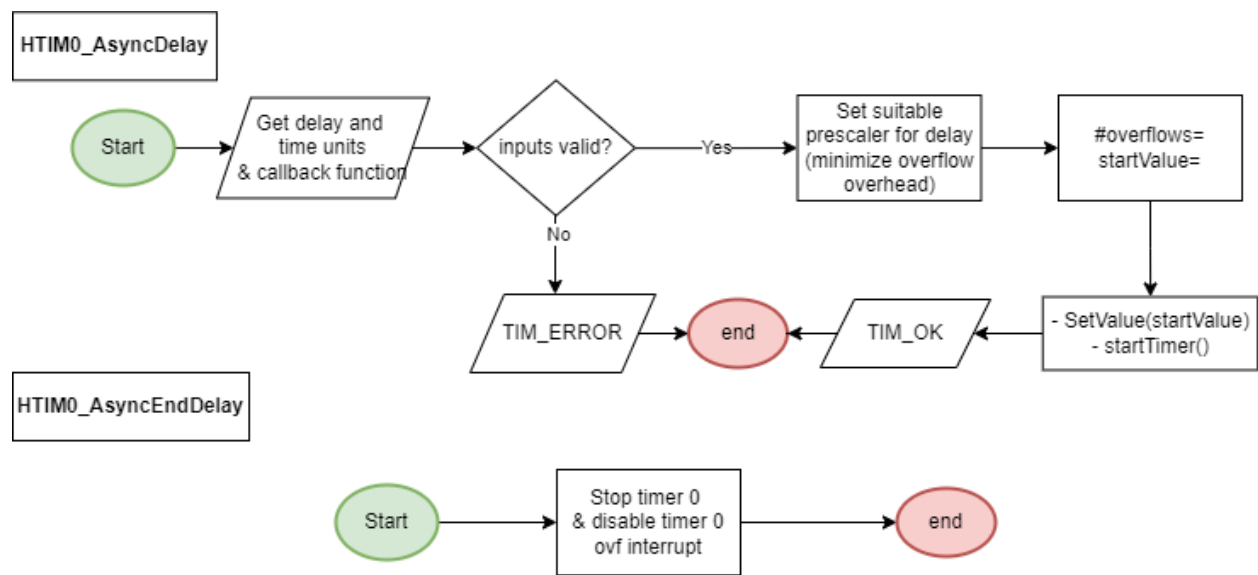 HTIM0_AsyncDelay
Start
Get delay and
time units
& callback function
inputs valid?
Yes
Set suitable
prescaler for delay
(minimize overflow
overhead)
#overflows=
startValue=
No
TIM_ERROR
end
TIM_OK
- SetValue(startValue)
- startTimer()
HTIM0_AsyncEndDelay
Start
Stop timer 0
& disable timer 0
ovf interrupt
end